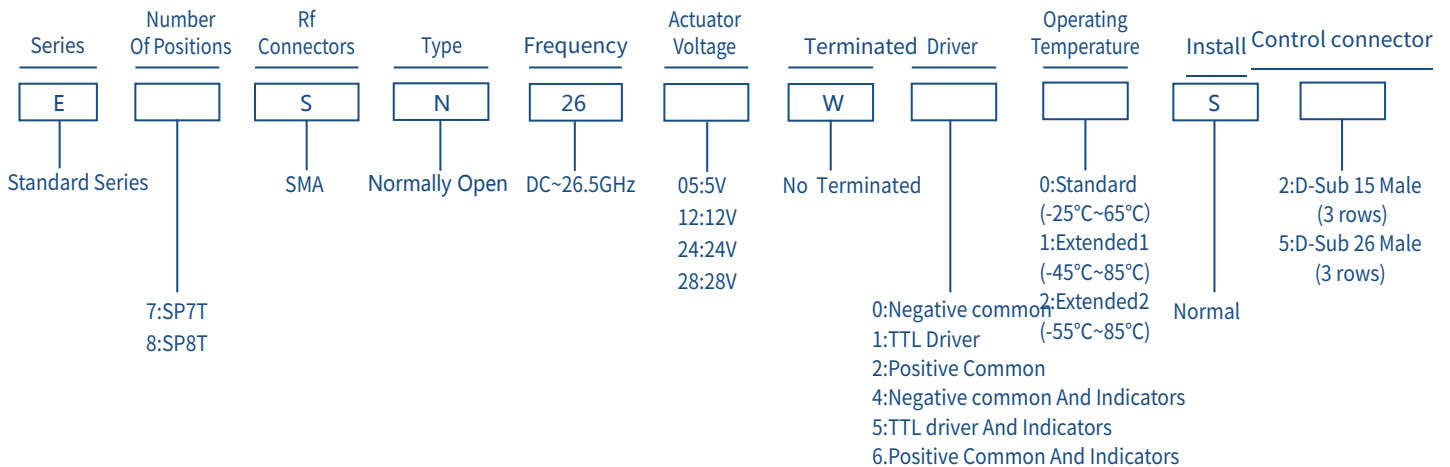 Series
Number
Of Positions
Rf
Connectors
Type
Frequency
Actuator
Voltage
Terminated
Driver
Operating
Temperature
Install
Control connector
E
S
N
26
W
S
Standard Series
7:SP7T
8:SP8T
SMA
Normally Open
DC~26.5GHz
05:5V
12:12V
24:24V
28:28V
No Terminated
0:Negative common
1:TTL Driver
2:Positive Common
4:Negative common And Indicators
5:TTL driver And Indicators
6.Positive Common And Indicators
0:Standard
(-25°C~65°C)
1:Extended1
(-45°C~85°C)
2:Extended2
(-55°C~85°C)
Normal
2:D-Sub 15 Male
(3 rows)
5:D-Sub 26 Male
(3 rows)